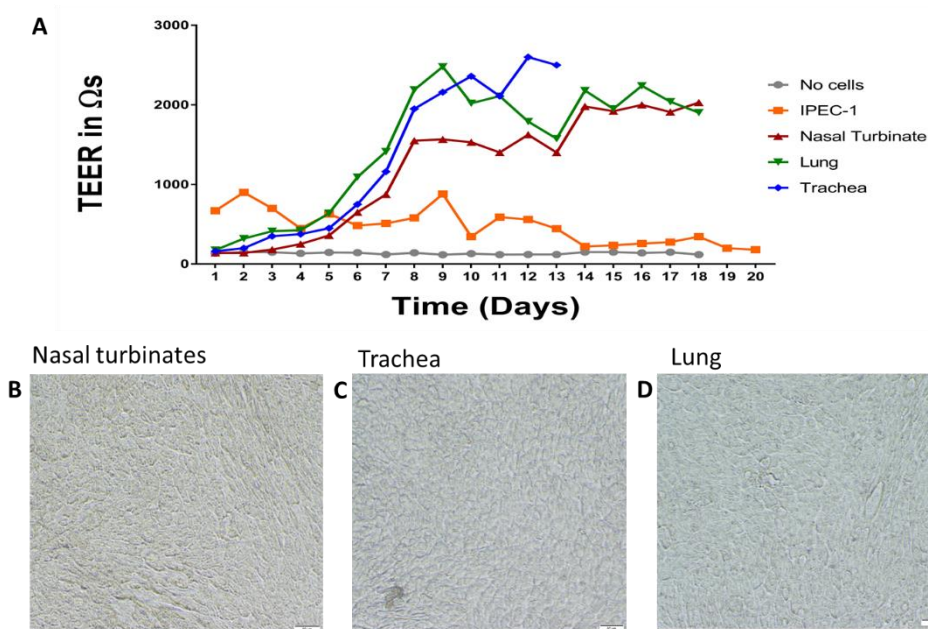 A
TEER in Ωs
3000
2000
1000
0
1 2 3 4 5 6 7 8 9 10 11 12 13 14 15 16 17 18 19 20
Time (Days)
No cells
IPEC-1
Nasal Turbinate
Lung
Trachea
Nasal turbinates
Trachea
Lung
B
C
D